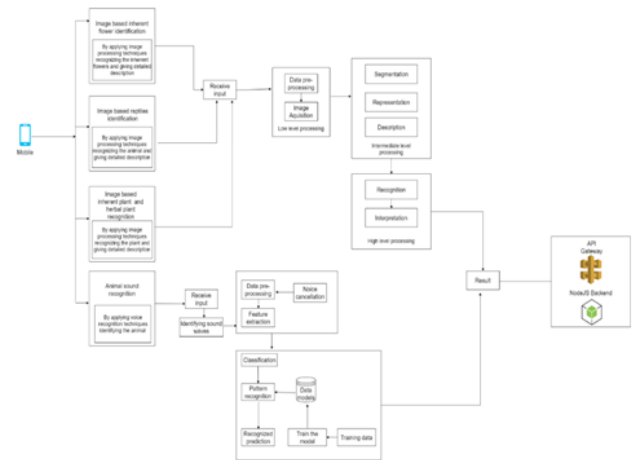 Image based inherent
flower identification
By applying image
processing techniques
recognizing the inherent
flowers and giving detailed
description
Image based reptiles
identification
By applying image
processing techniques
recognizing the animal and
giving detailed descriptive
Mobile
Image based
inherent plant and
herbal plant
recognition
By applying image
processing techniques
recognizing the plant and
giving detailed descriptive
Animal sound
recognition
By applying voice
recognition techniques
identifying the animal
Receive
input
Data pre-
processing
Image Aquisition
Low level processing
Segmentation
Representation
Description
Intermediate level
processing
Recognition
Interpretation
High level processing
Receive
input
Identifying sound
waves
Data pre-
processing
Noice
cancellation
Feature
extraction
Classification
Pattern
recognition
Data
models
Recognized
prediction
Train the
model
Training data
Result
API
Gateway
NodeJS Backend